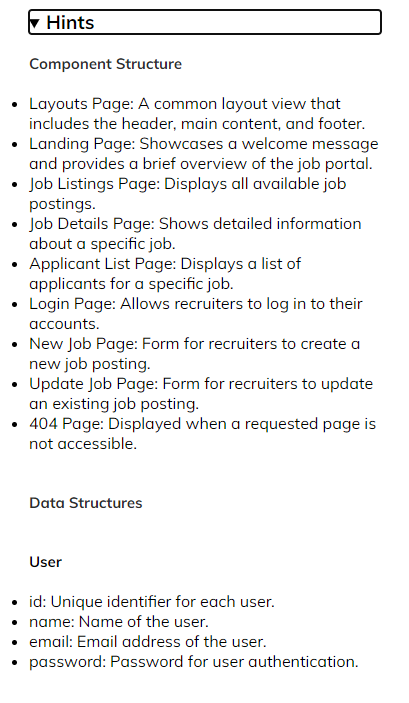 Hints
Component Structure
Layouts Page: A common layout view that
includes the header, main content, and footer.
Landing Page: Showcases a welcome message
and provides a brief overview of the job portal.
Job Listings Page: Displays all available job
postings.
Job Details Page: Shows detailed information
about a specific job.
Applicant List Page: Displays a list of
applicants for a specific job.
Login Page: Allows recruiters to log in to their
accounts.
New Job Page: Form for recruiters to create a
new job posting.
Update Job Page: Form for recruiters to update
an existing job posting.
404 Page: Displayed when a requested page is
not accessible.
Data Structures
User
id: Unique identifier for each user.
name: Name of the user.
email: Email address of the user.
password: Password for user authentication.